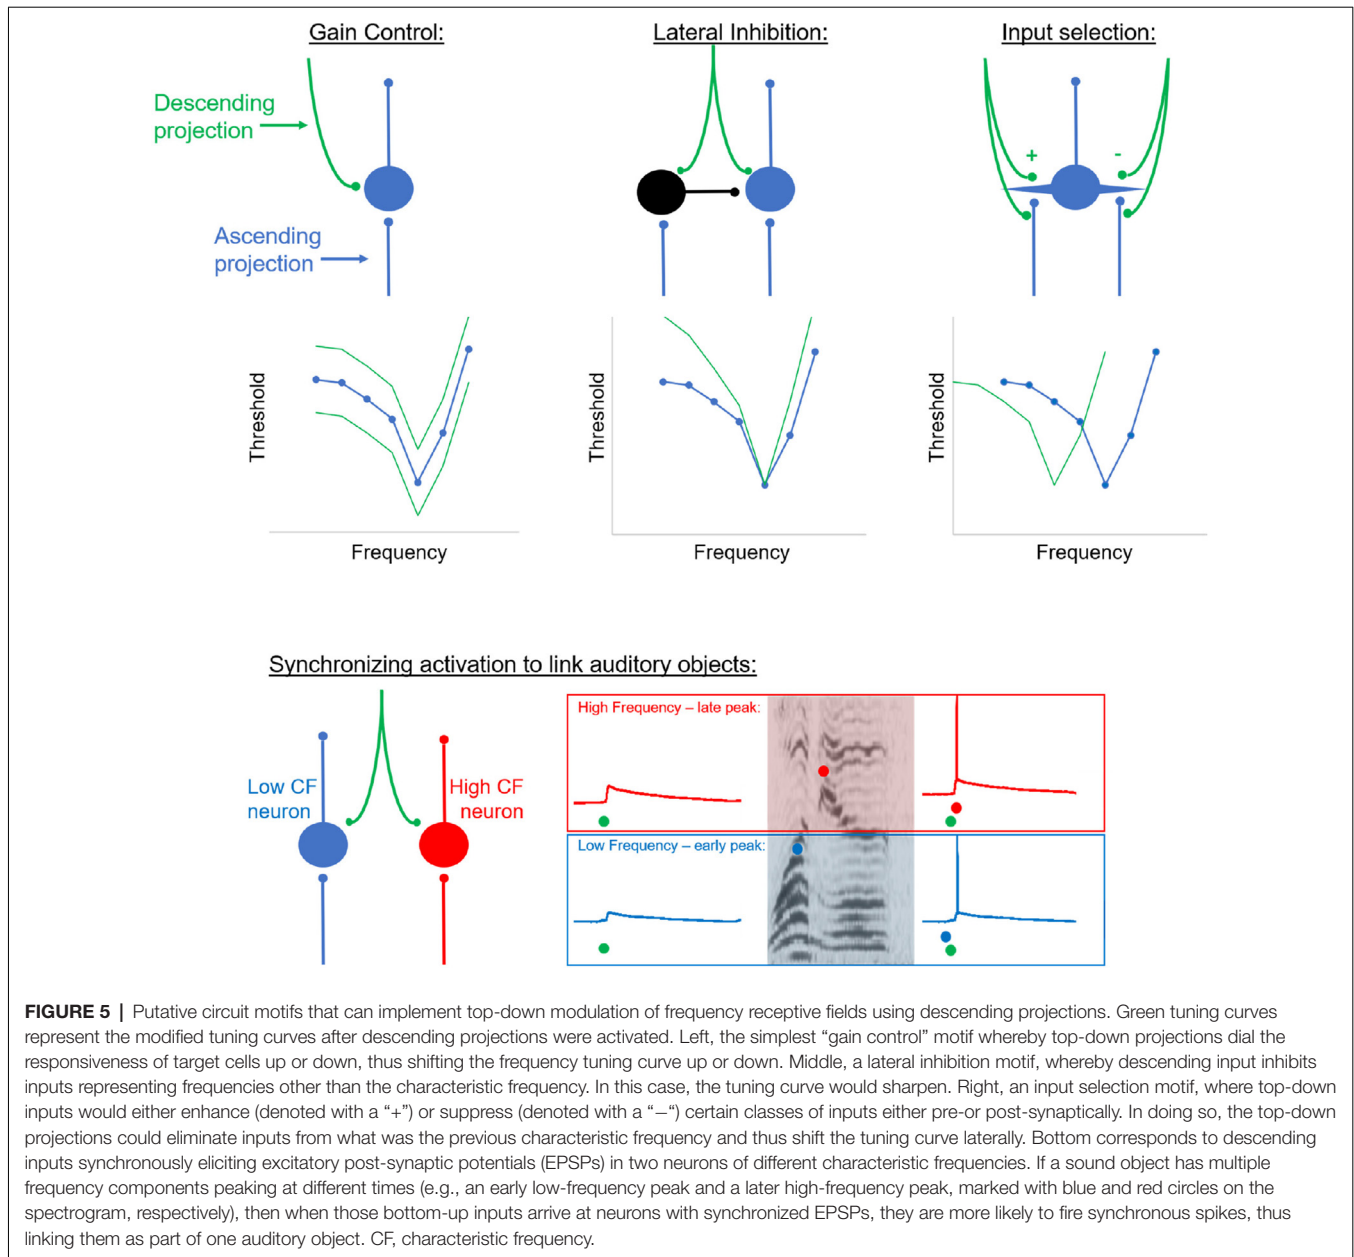 Gain Control:
Lateral Inhibition:
Input selection:
Descending
projection
+
-
Ascending
projection
Threshold
Frequency
Threshold
Frequency
Threshold
Frequency
Synchronizing activation to link auditory objects:
Low CF
neuron
High CF
neuron
High Frequency – late peak:
Low Frequency – early peak:
FIGURE 5 | Putative circuit motifs that can implement top-down modulation of frequency receptive fields using descending projections. Green tuning curves
represent the modified tuning curves after descending projections were activated. Left, the simplest “gain control” motif whereby top-down projections dial the
responsiveness of target cells up or down, thus shifting the frequency tuning curve up or down. Middle, a lateral inhibition motif, whereby descending input inhibits
inputs representing frequencies other than the characteristic frequency. In this case, the tuning curve would sharpen. Right, an input selection motif, where top-down
inputs would either enhance (denoted with a “+”) or suppress (denoted with a “−“) certain classes of inputs either pre-or post-synaptically. In doing so, the top-down
projections could eliminate inputs from what was the previous characteristic frequency and thus shift the tuning curve laterally. Bottom corresponds to descending
inputs synchronously eliciting excitatory post-synaptic potentials (EPSPs) in two neurons of different characteristic frequencies. If a sound object has multiple
frequency components peaking at different times (e.g., an early low-frequency peak and a later high-frequency peak, marked with blue and red circles on the
spectrogram, respectively), then when those bottom-up inputs arrive at neurons with synchronized EPSPs, they are more likely to fire synchronous spikes, thus
linking them as part of one auditory object. CF, characteristic frequency.